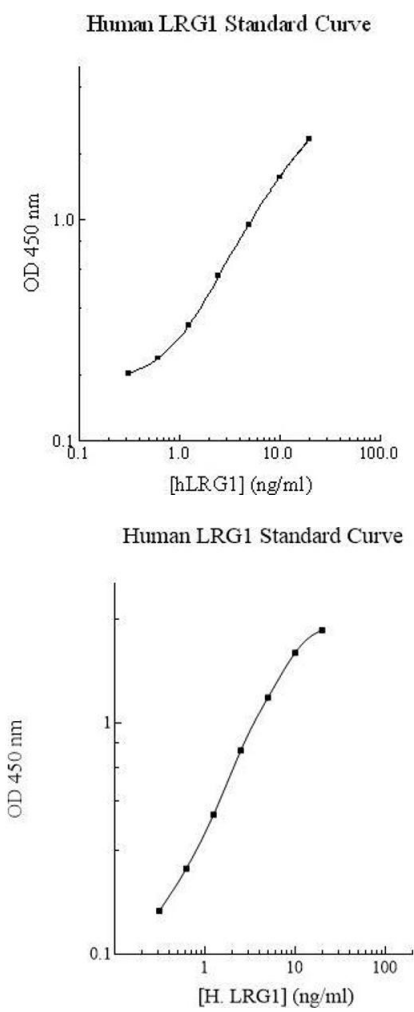 Human LRG1 Standard Curve
1.0
OD 450 nm
0.1
0.1 1.0 10.0 100.0
[hLRG1] (ng/ml)
Human LRG1 Standard Curve
1
OD 450 nm
0.1
1 10 100
[H. LRG1] (ng/ml)